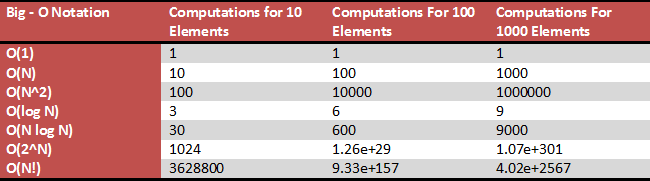 Big - O Notation Computations for 10 Elements Computations For 100 Elements Computations For 1000 Elements
O(1) 1 1 1
O(N) 10 100 1000
O(N^2) 100 10000 1000000
O(log N) 3 6 9
O(N log N) 30 600 9000
O(2^N) 1024 1.26e+29 1.07e+301
O(N!) 3628800 9.33e+157 4.02e+2567